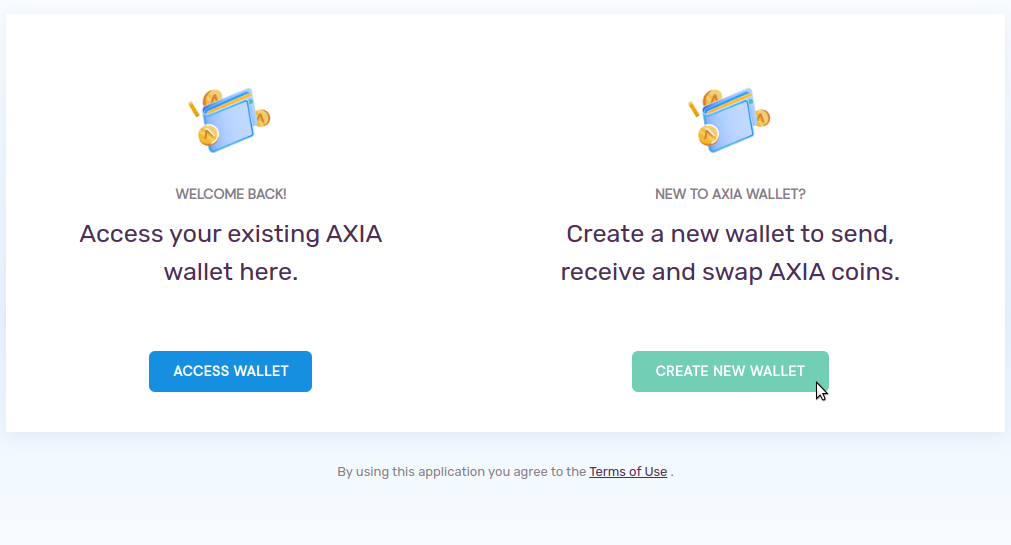 WELCOME BACK!
Access your existing AXIA
wallet here.
ACCESS WALLET
NEW TO AXIA WALLET?
Create a new wallet to send,
receive and swap AXIA coins.
CREATE NEW WALLET
By using this application you agree to the Terms of Use .